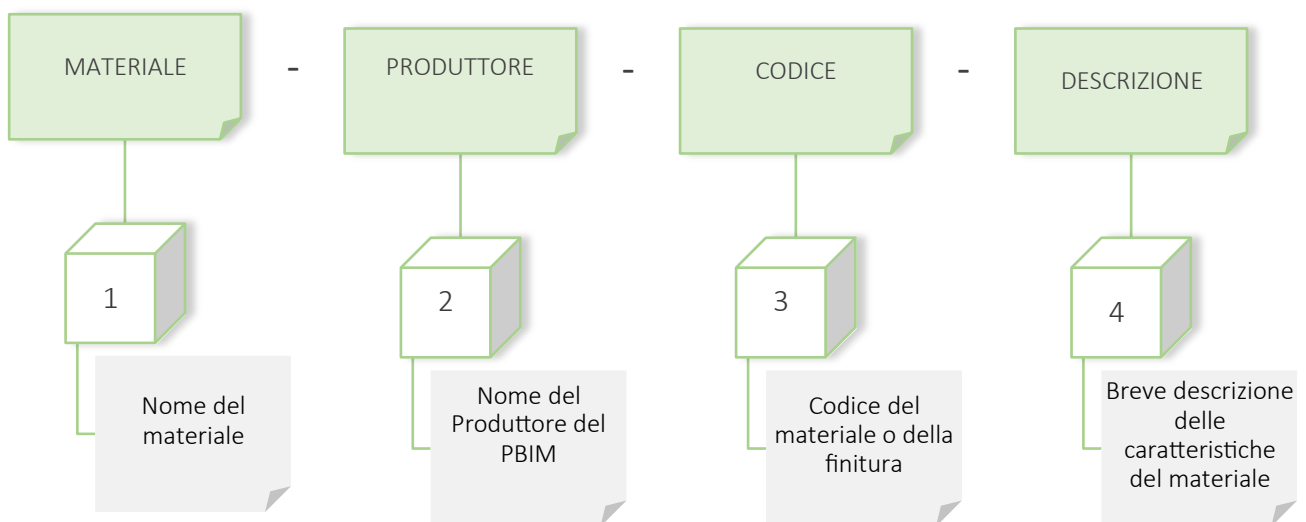 MATERIALE - PRODUTTORE - CODICE - DESCRIZIONE
1 2 3 4
Nome del
materiale
Nome del
Produttore del
PBIM
Codice del
materiale o della
finitura
Breve descrizione
delle
caratteristiche
del materiale